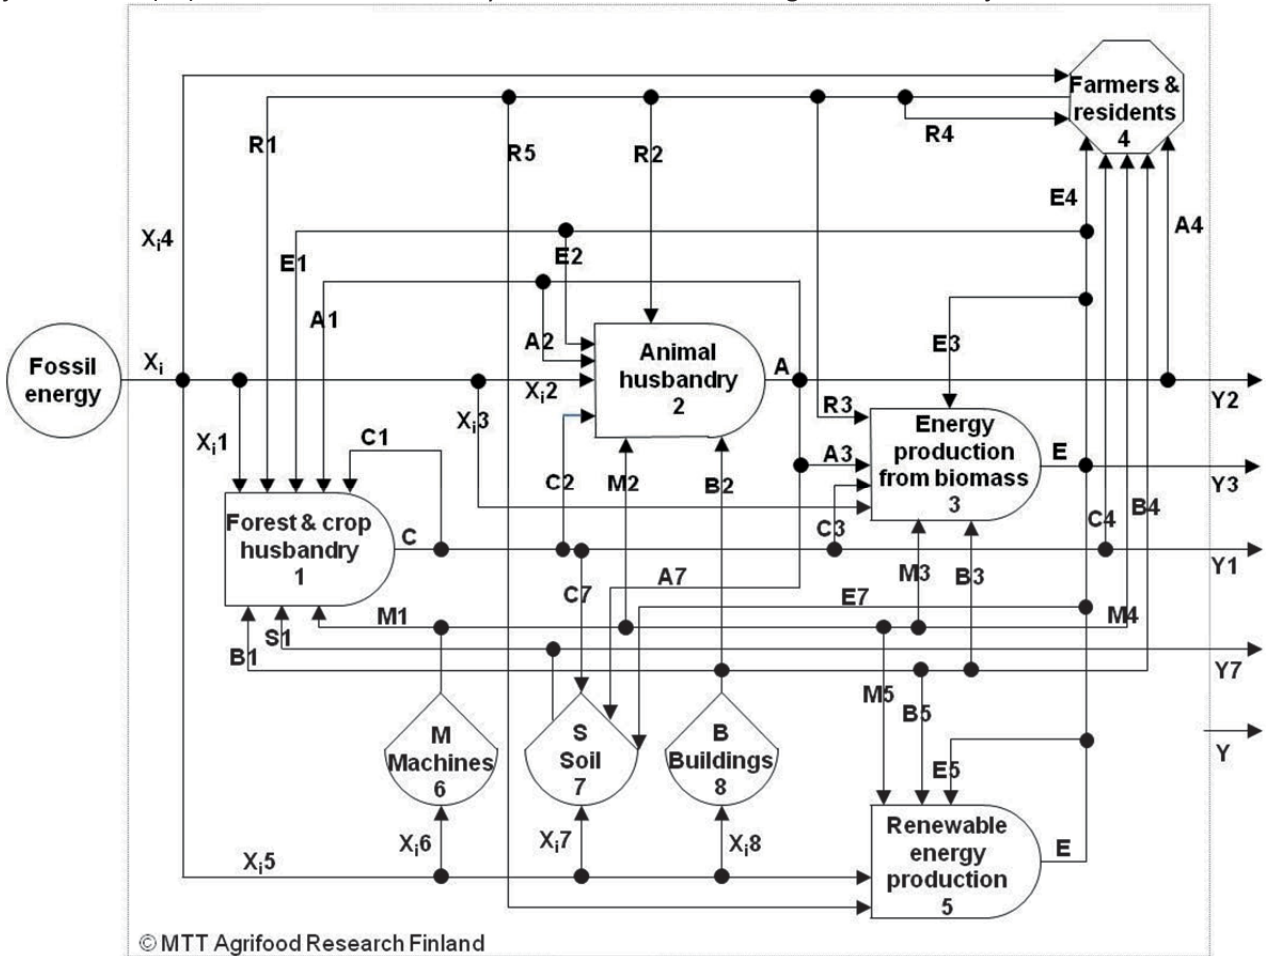 Farmers &
residents
4
R1
R5
R2
R4
E4
A4
Xi4
E1
E2
A1
A2
E3
Fossil
energy
Xi
Animal
husbandry
2
A
Xi2
Y2
Xi3
R3
Xi1
C1
Energy
production
from biomass
3
A3
E
C2
M2
B2
Y3
Forest & crop
husbandry
1
C
C3
C4
B4
Y1
A7
M3
B3
C7
E7
M1
M4
S1
B1
Y7
M5
B5
M
Machines
6
S
Soil
7
B
Buildings
8
Y
E5
Xi6
Xi7
Xi8
Renewable
energy
production
5
E
Xi5
© MTT Agrifood Research Finland